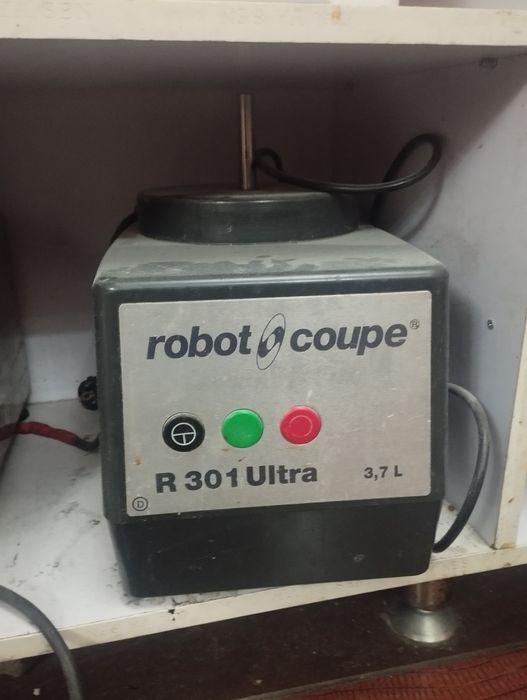 robot coupe ®
R 301 Ultra 3,7 L
D